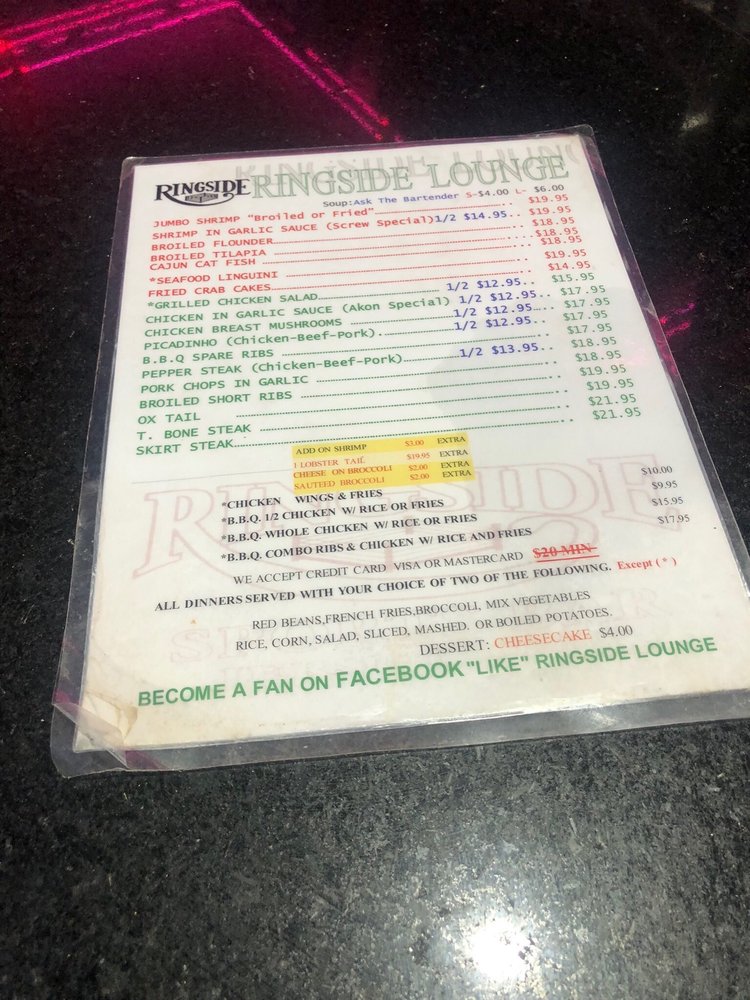 RINGSIDE RINGSIDE LOUNGE
Soup:Ask The Bartender S-$4.00 L- $6.00
JUMBO SHRIMP "Broiled or Fried" $19.95
SHRIMP IN GARLIC SAUCE (Screw Special)1/2 $14.95.. $19.95
BROILED FLOUNDER $18.95
BROILED TILAPIA $18.95
CAJUN CAT FISH $18.95
*SEAFOOD LINGUINI $19.95
FRIED CRAB CAKES $14.95
*GRILLED CHICKEN SALAD 1/2 $12.95.. $15.95
CHICKEN IN GARLIC SAUCE (Akon Special) 1/2 $12.95.. $17.95
CHICKEN BREAST MUSHROOMS 1/2 $12.95.. $17.95
PICADINHO (Chicken-Beef-Pork). 1/2 $12.95.. $17.95
B.B.Q SPARE RIBS $17.95
PEPPER STEAK (Chicken-Beef-Pork) 1/2 $13.95.. $18.95
PORK CHOPS IN GARLIC $18.95
BROILED SHORT RIBS $19.95
OX TAIL $19.95
T. BONE STEAK $21.95
SKIRT STEAK $21.95
ADD ON SHRIMP $3.00 EXTRA
1 LOBSTER TAIL $19.95 EXTRA
CHEESE ON BROCCOLI $2.00 EXTRA
SAUTEED BROCCOLI $2.00 EXTRA
*CHICKEN WINGS & FRIES $10.00
*B.B.Q. 1/2 CHICKEN W/ RICE OR FRIES $9.95
*B.B.Q. WHOLE CHICKEN W/ RICE OR FRIES $15.95
*B.B.Q. COMBO RIBS & CHICKEN W/ RICE AND FRIES $17.95
WE ACCEPT CREDIT CARD VISA OR MASTERCARD $20 MIN
ALL DINNERS SERVED WITH YOUR CHOICE OF TWO OF THE FOLLOWING. Except ( * )
RED BEANS,FRENCH FRIES,BROCCOLI, MIX VEGETABLES
RICE, CORN, SALAD, SLICED, MASHED. OR BOILED POTATOES.
DESSERT: CHEESECAKE $4.00
BECOME A FAN ON FACEBOOK "LIKE" RINGSIDE LOUNGE